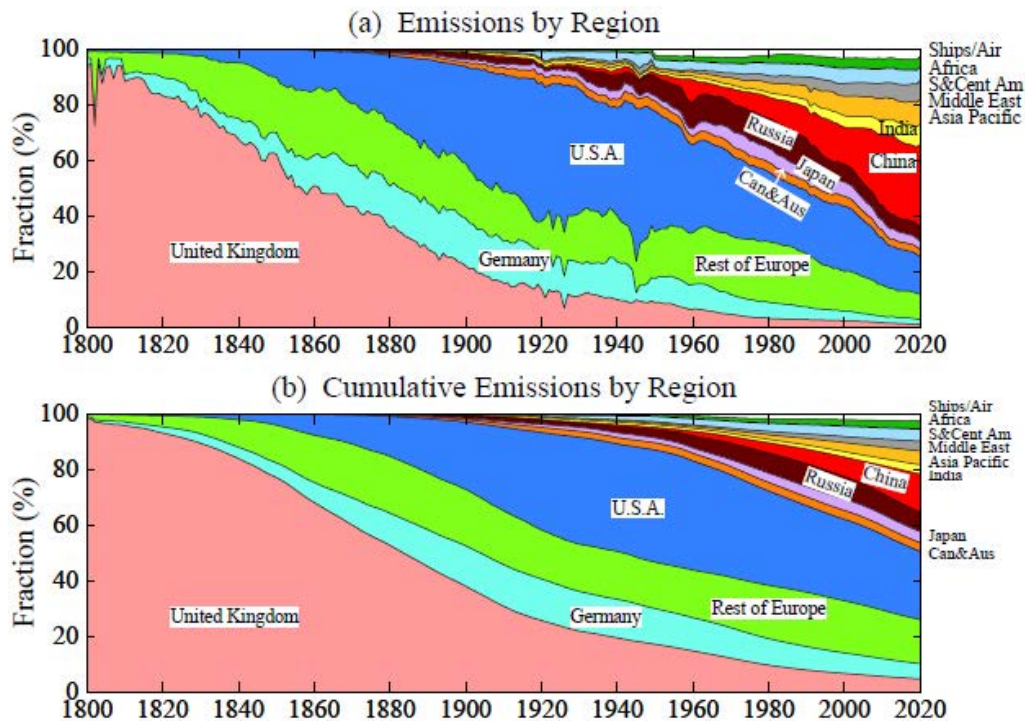 (a) Emissions by Region
Fraction (%)
100
80
60
40
20
0
United Kingdom
Germany
Rest of Europe
U.S.A.
Can&Aus
Japan
Russia
China
India
Ships/Air
Africa
S&Cent Am
Middle East
Asia Pacific
1800 1820 1840 1860 1880 1900 1920 1940 1960 1980 2000 2020
(b) Cumulative Emissions by Region
Fraction (%)
100
80
60
40
20
0
United Kingdom
Germany
Rest of Europe
U.S.A.
Russia
China
Ships/Air
Africa
S&Cent Am
Middle East
Asia Pacific
India
Japan
Can&Aus
1800 1820 1840 1860 1880 1900 1920 1940 1960 1980 2000 2020